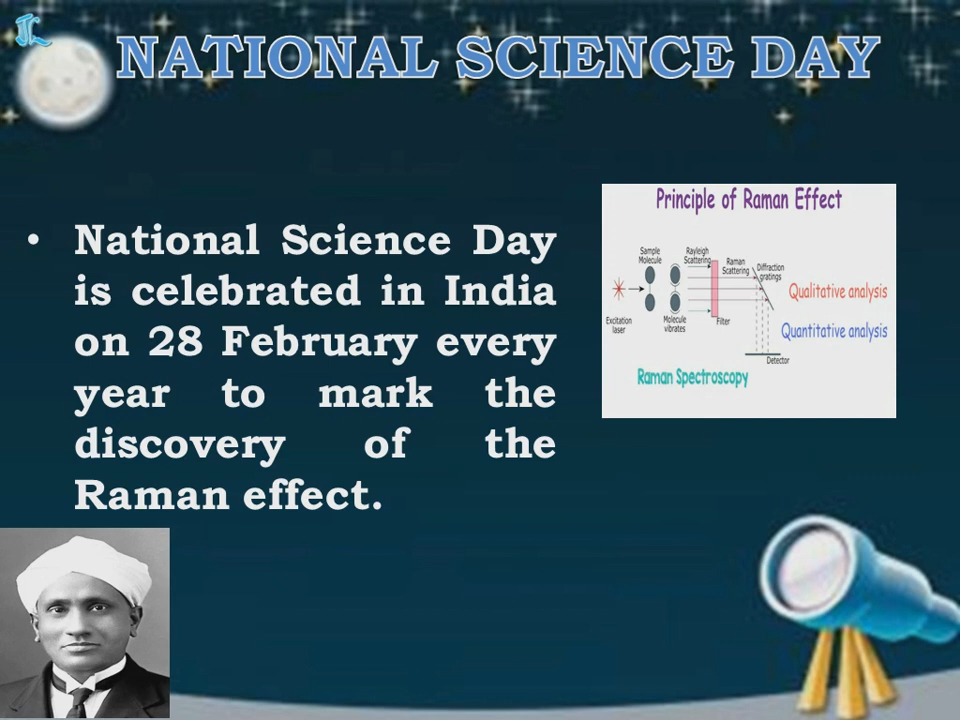 NATIONAL SCIENCE DAY
• National Science Day
is celebrated in India
on 28 February every
year to mark the
discovery of the
Raman effect.
Principle of Raman Effect
Sample
Molecule
Rayleigh
Scattering
Raman
Scattering
Diffraction
gratings
Qualitative analysis
Excitation
laser
Molecule
vibrates
Filter
Quantitative analysis
Detector
Raman Spectroscopy